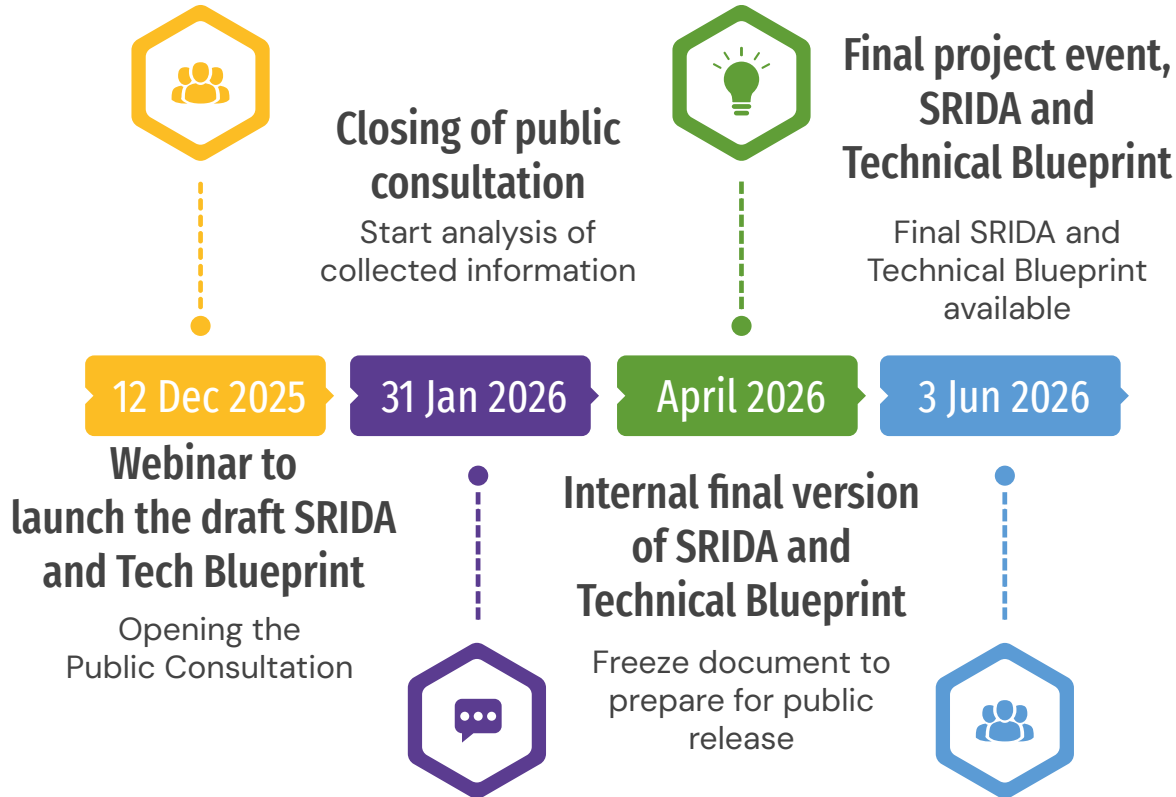 12 Dec 2025
Webinar to
launch the draft SRIDA
and Tech Blueprint
Opening the
Public Consultation
Closing of public
consultation
Start analysis of
collected information
31 Jan 2026
April 2026
Internal final version
of SRIDA and
Technical Blueprint
Freeze document to
prepare for public
release
Final project event,
SRIDA and
Technical Blueprint
Final SRIDA and
Technical Blueprint
available
3 Jun 2026